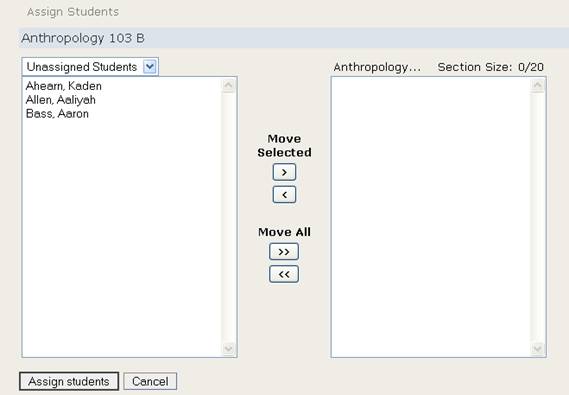 Assign Students
Anthropology 103 B
Unassigned Students
Ahearn, Kaden
Allen, Aaliyah
Bass, Aaron
Move
Selected
>
<
Move All
>>
<<
Anthropology... Section Size: 0/20
Assign students Cancel